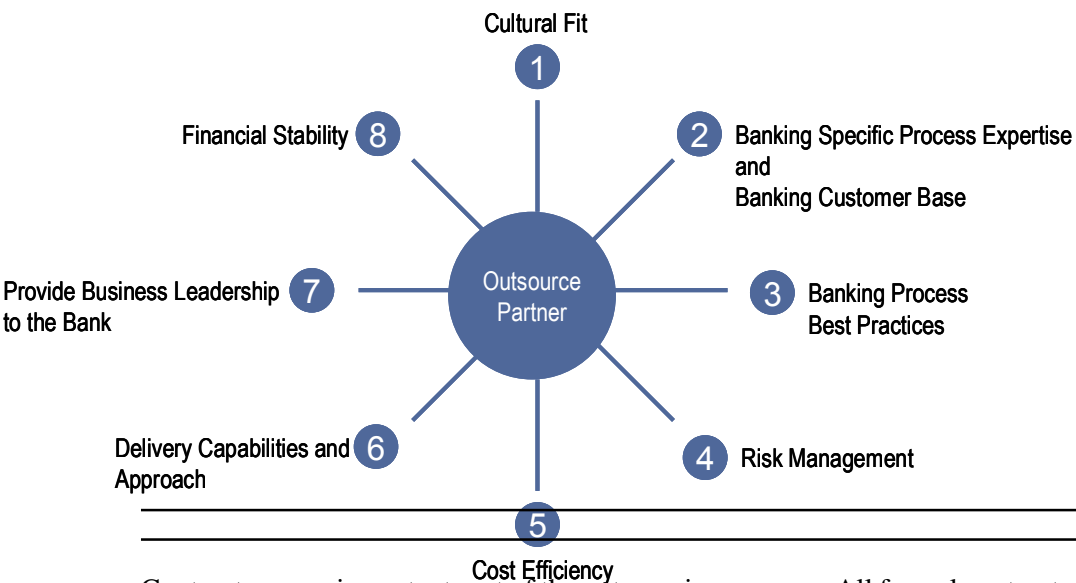 Cultural Fit
1
2
Banking Specific Process Expertise
and
Banking Customer Base
3
Banking Process
Best Practices
4
Risk Management
5
Cost Efficiency
6
Delivery Capabilities and
Approach
7
Provide Business Leadership
to the Bank
8
Financial Stability
Outsource
Partner